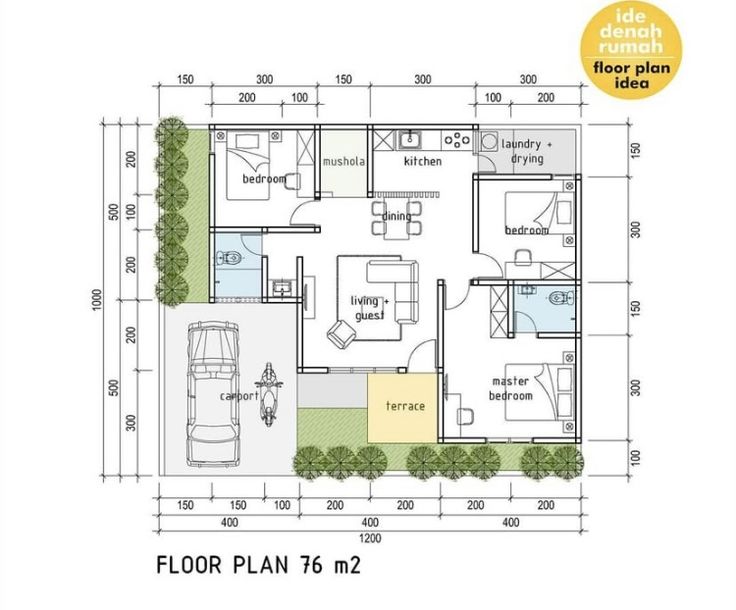 ide
denah
rumah
floor plan
idea
150 300 150 300 150
200 100 100 200
laundry +
drying
mushola
kitchen
bedroom
dining
bedroom
living +
guest
master
bedroom
carport
terrace
200
100
200
200
300
500
500
1000
150
300
150
300
100
150 150 100 200 200 200 200
400 400 400
1200
FLOOR PLAN 76 m2